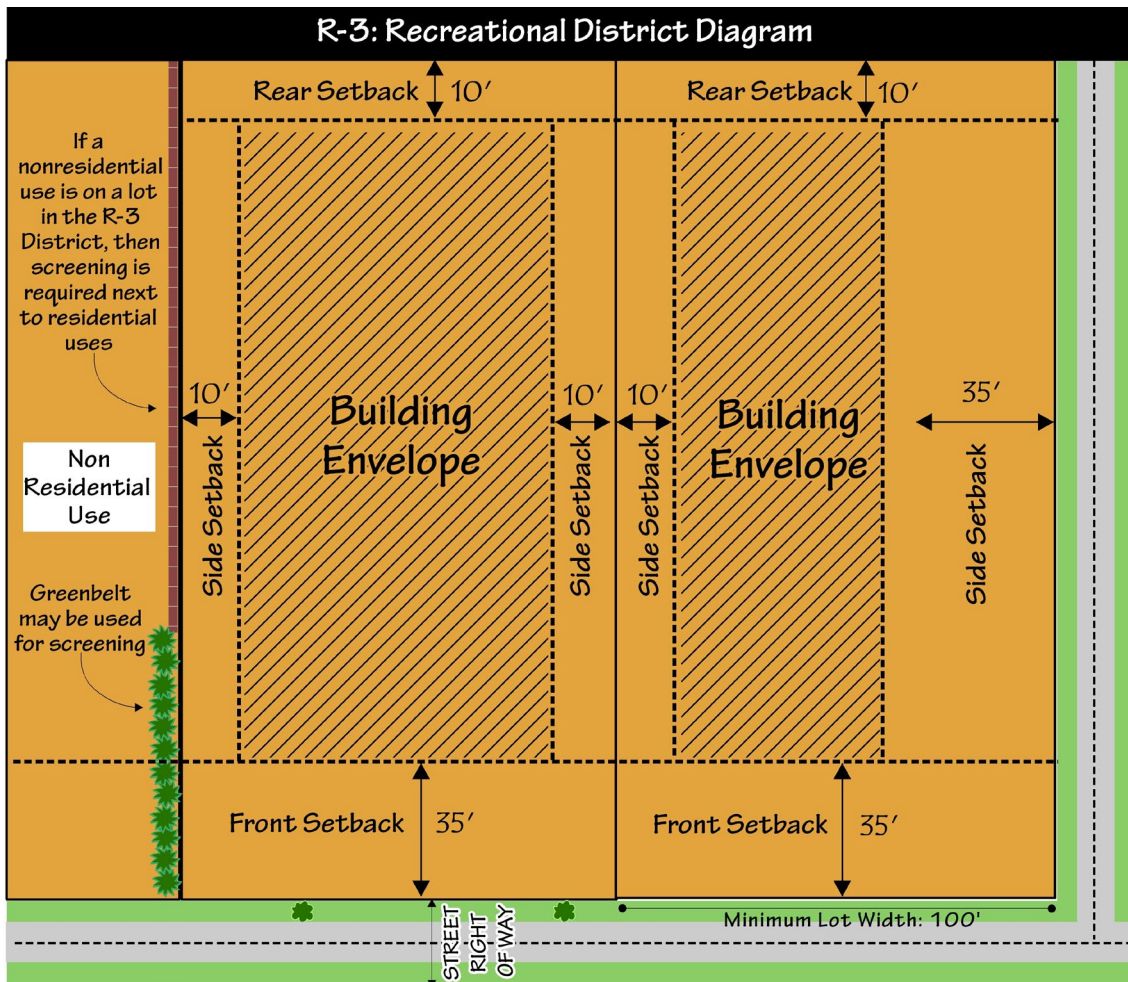 R-3: Recreational District Diagram
Rear Setback 10'
Rear Setback 10'
If a
nonresidential
use is on a lot
in the R-3
District, then
screening is
required next
to residential
uses
10'
Side Setback
Building
Envelope
10'
Side Setback
10'
Side Setback
Building
Envelope
35'
Side Setback
Non
Residential
Use
Greenbelt
may be used
for screening
Front Setback 35'
Front Setback 35'
STREET
RIGHT
OF WAY
Minimum Lot Width: 100'